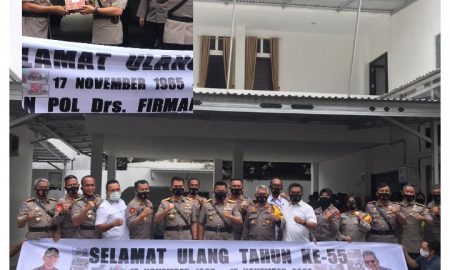 SELAMAT ULANG
17 NOVEMBER 1965
POL Drs. FIRMAN
SELAMAT ULANG TAHUN KE-55